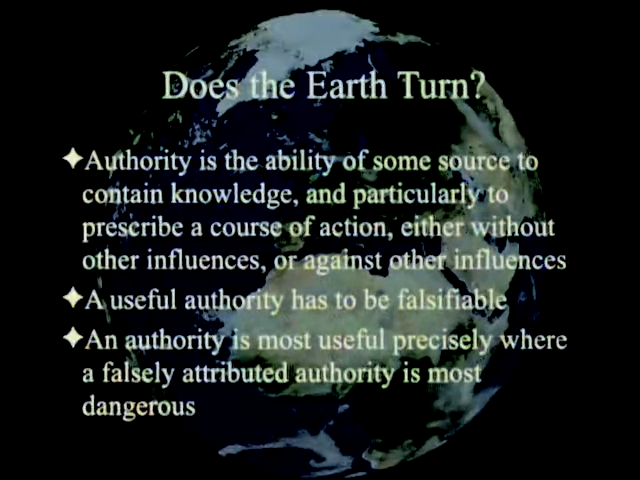 Does the Earth Turn?
Authority is the ability of some source to
contain knowledge, and particularly to
prescribe a course of action, either without
other influences, or against other influences
A useful authority has to be falsifiable
An authority is most useful precisely where
a falsely attributed authority is most
dangerous